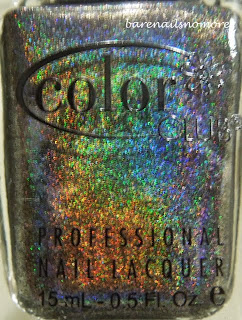 barenailsnomore
color
CLUB
PROFESSIONAL
NAIL LACQUER
15 mL - 0.5 Fl. Oz e